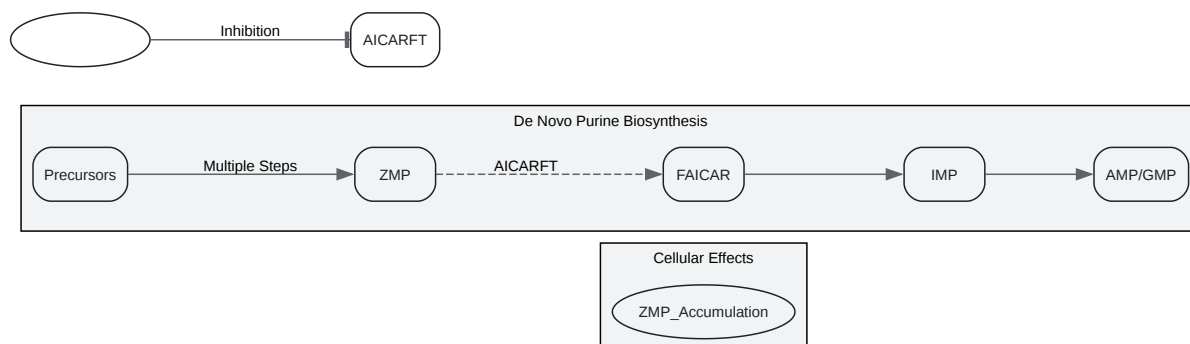 Inhibition
AICARFT
De Novo Purine Biosynthesis
Precursors
Multiple Steps
ZMP
AICARFT
FAICAR
IMP
AMP/GMP
Cellular Effects
ZMP_Accumulation